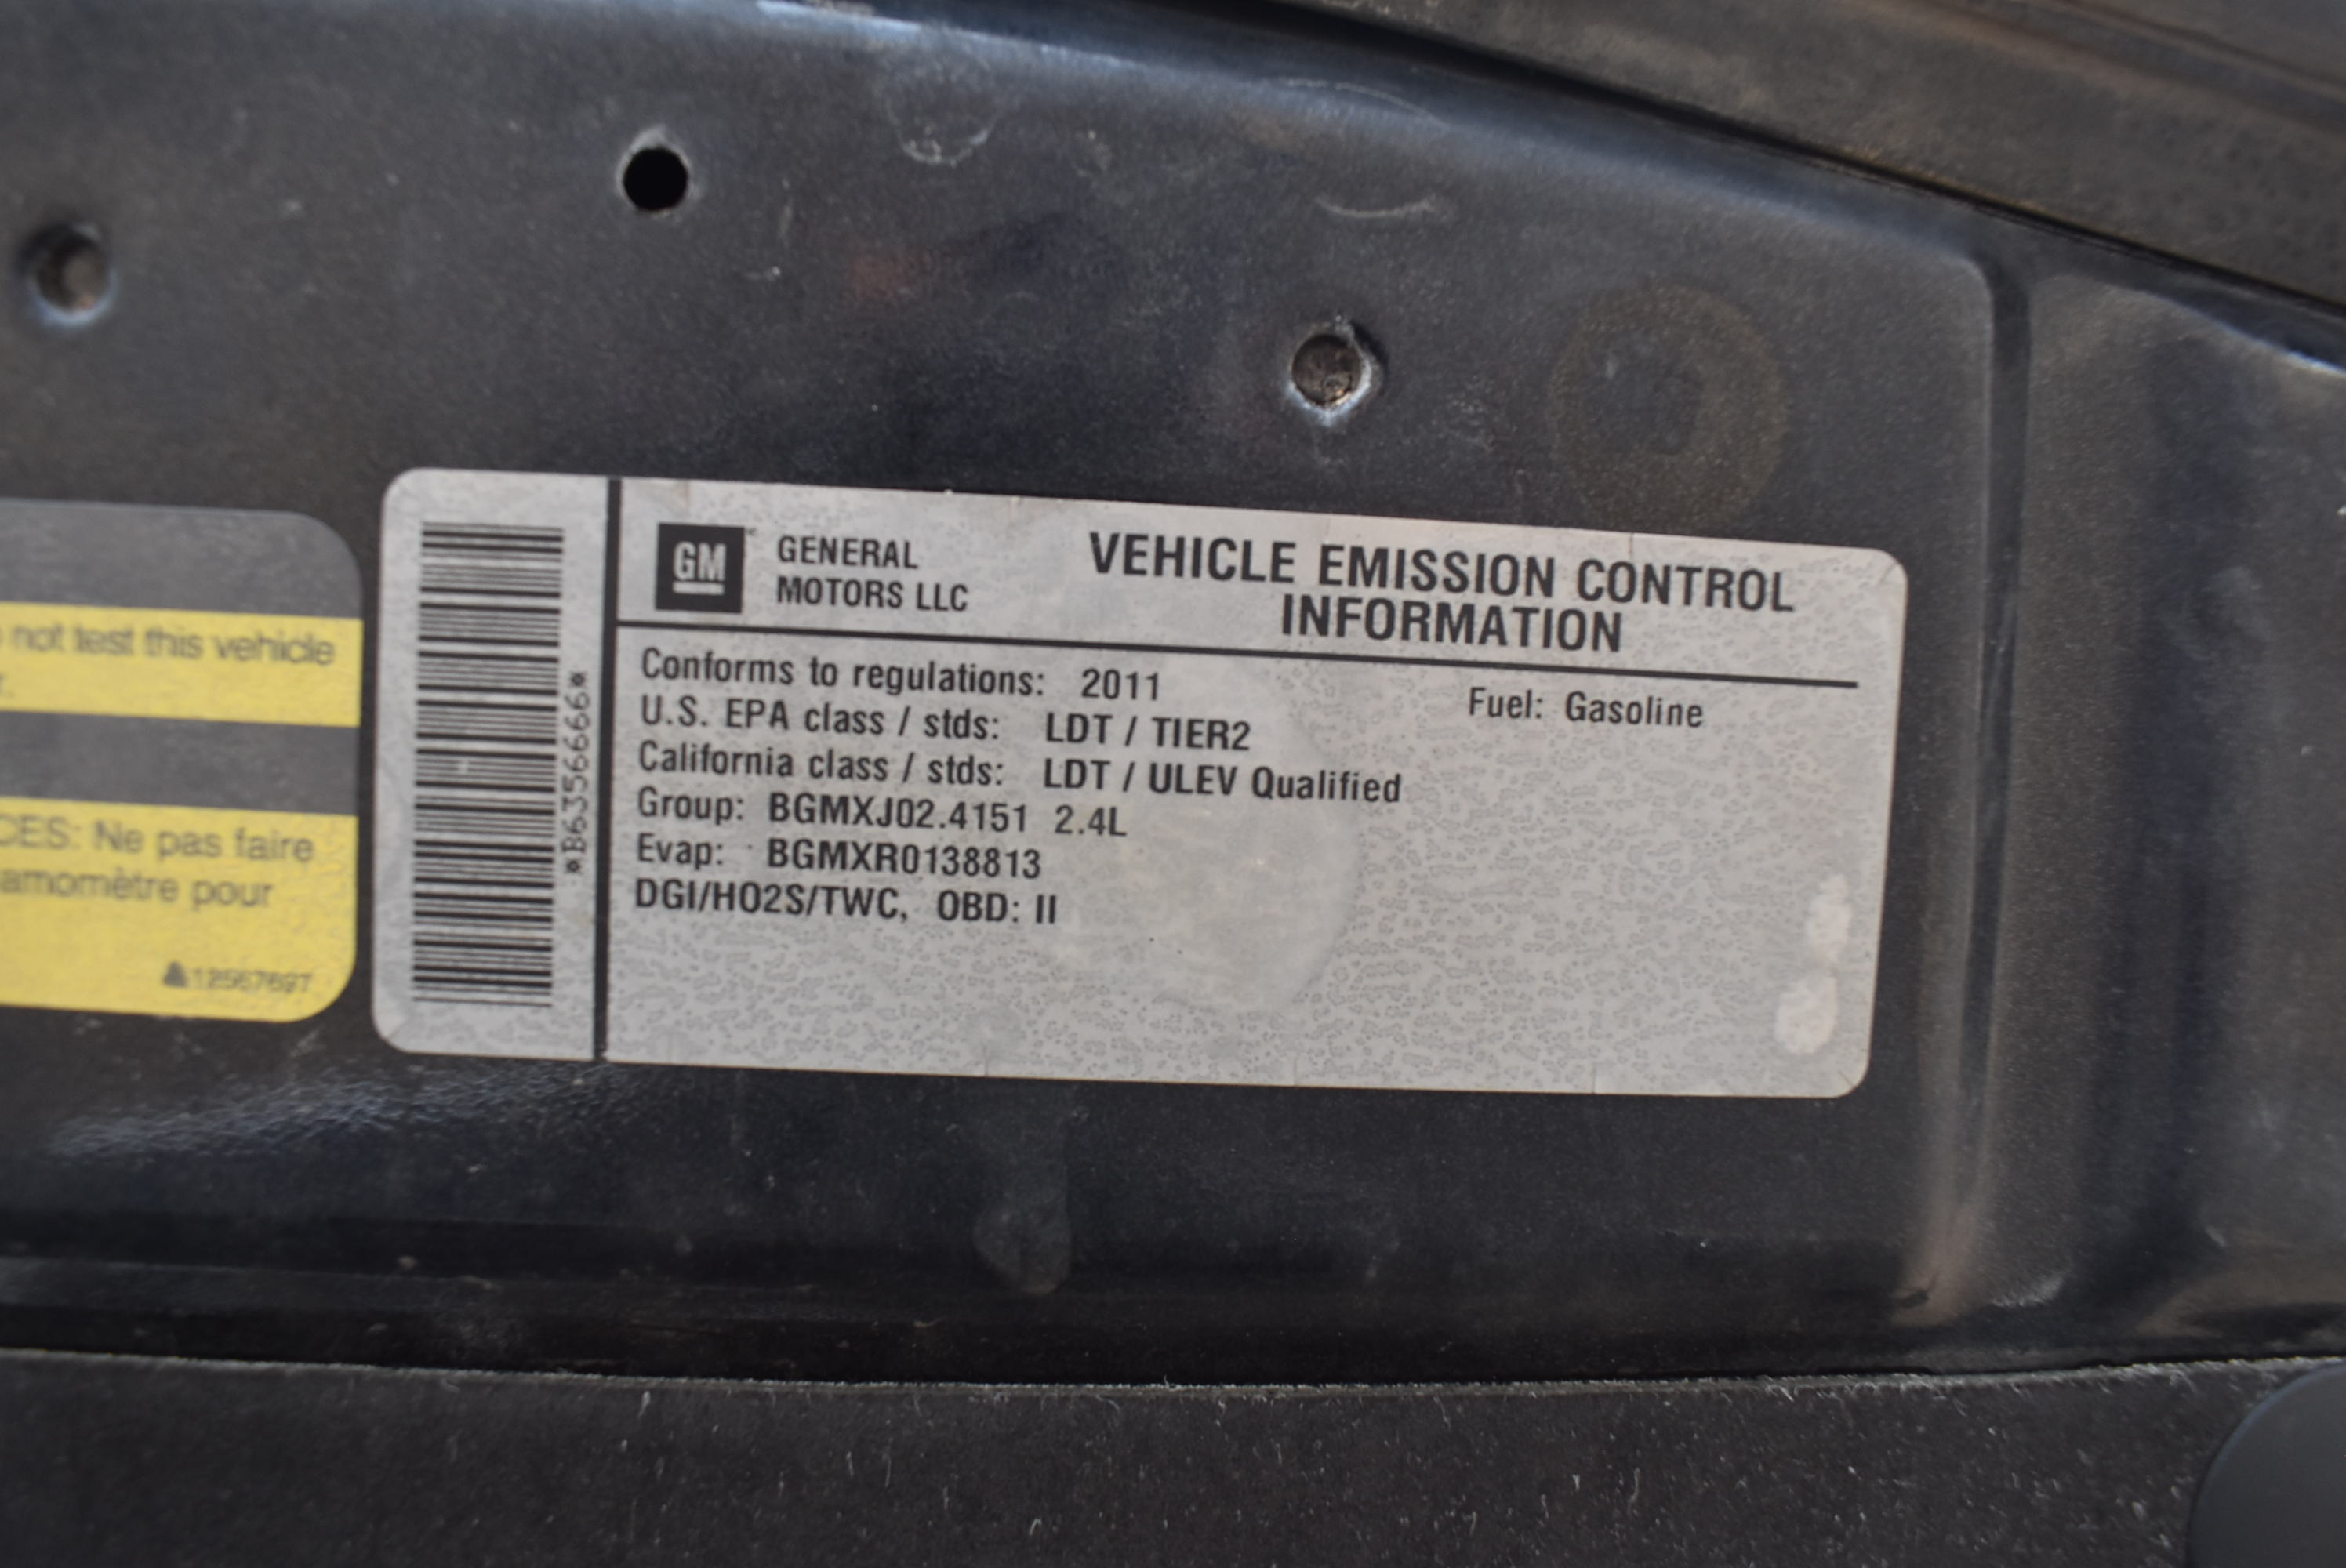 not test this vehicle
CES: Ne pas faire
amomètre pour
12567697
*B6356666*
GM GENERAL
MOTORS LLC
VEHICLE EMISSION CONTROL
INFORMATION
Conforms to regulations: 2011 Fuel: Gasoline
U.S. EPA class / stds: LDT / TIER2
California class / stds: LDT / ULEV Qualified
Group: BGMXJ02.4151 2.4L
Evap: BGMXR0138813
DGI/HO2S/TWC, OBD: II